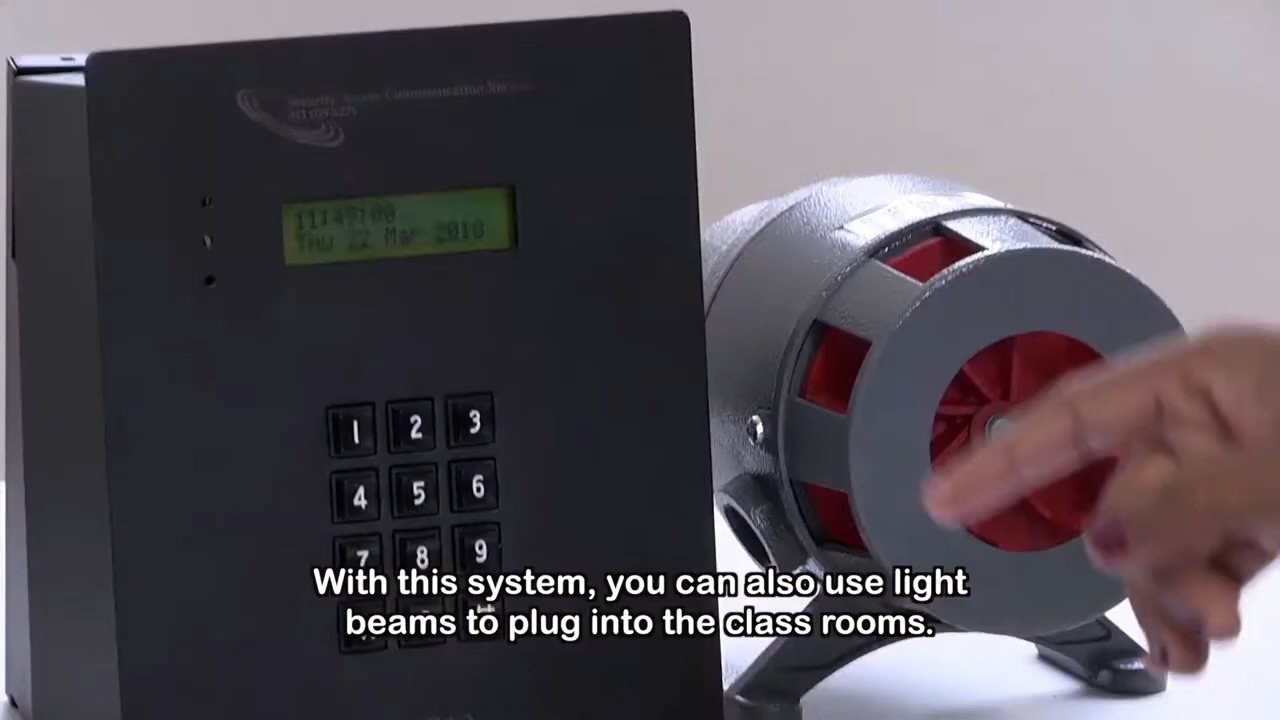 11:49:00
Thu 22 Mar 2018
1 2 3
4 5 6
7 8 9
With this system, you can also use light
beams to plug into the class rooms.